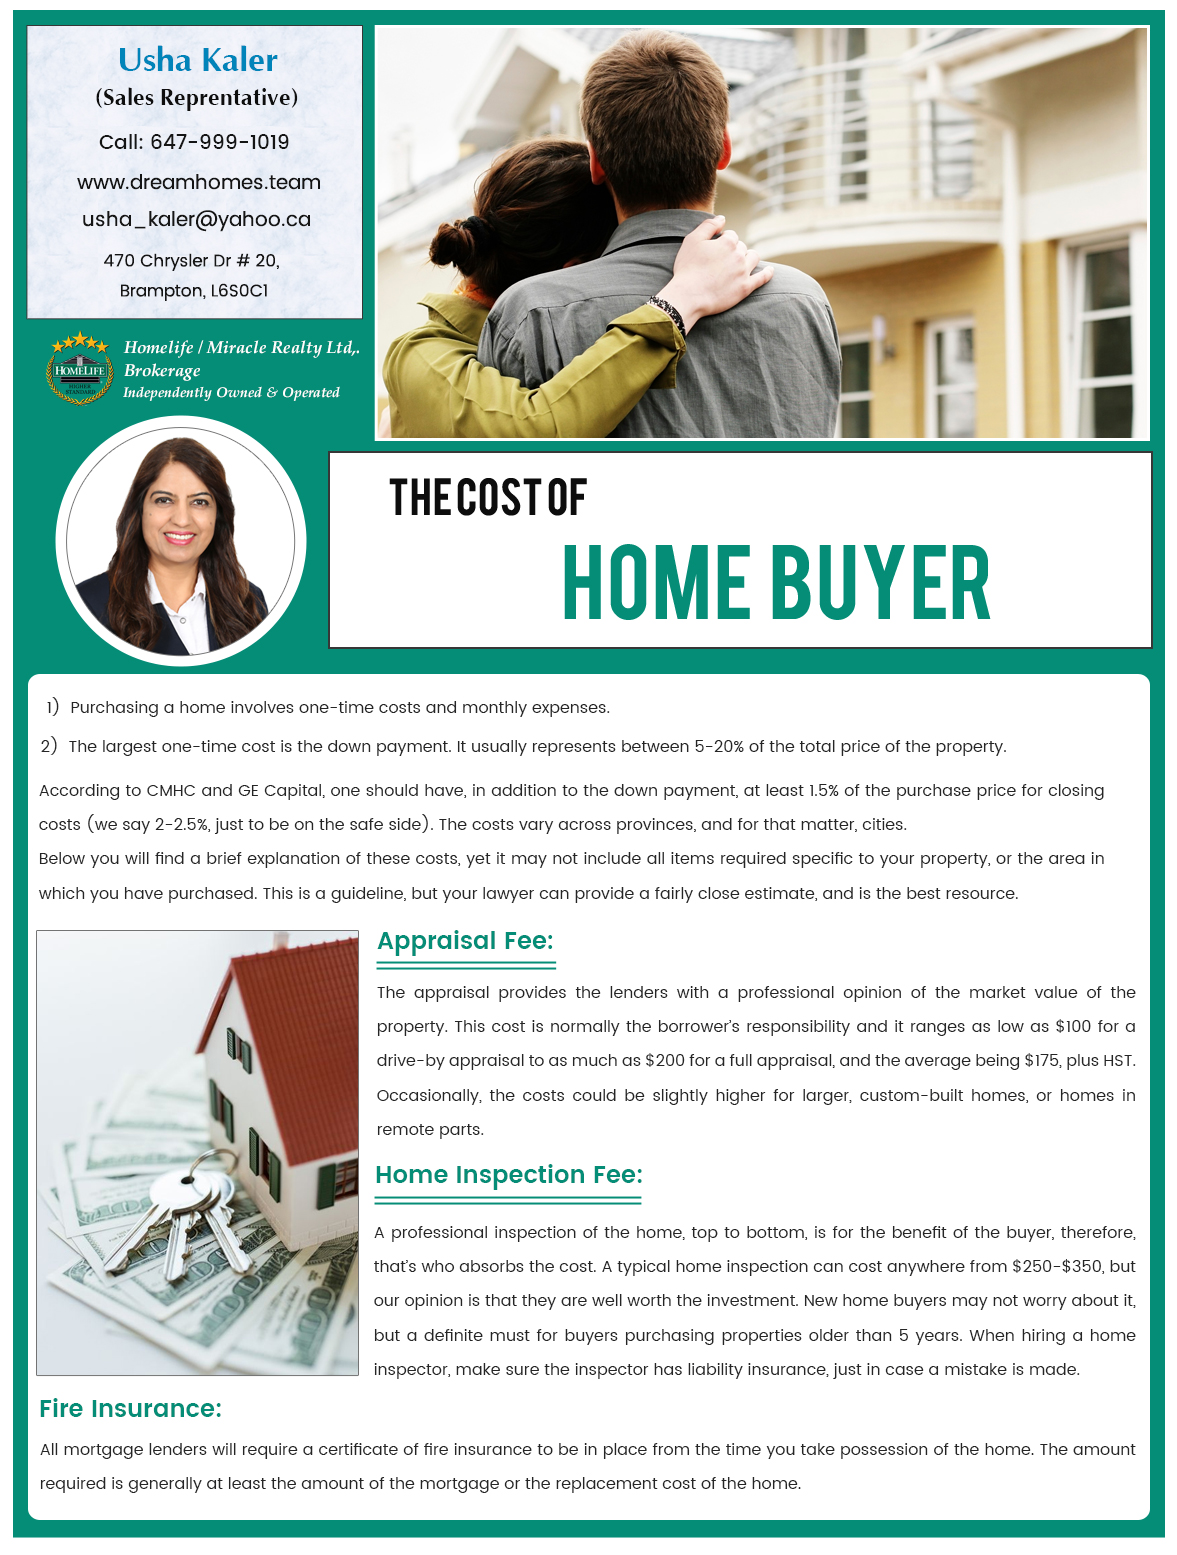 Usha Kaler
(Sales Reprentative)
Call: 647-999-1019
www.dreamhomes.team
usha_kaler@yahoo.ca
470 Chrysler Dr # 20,
Brampton, L6S0C1
Homelife / Miracle Realty Ltd,.
Brokerage
Independently Owned & Operated
HOMELIFE
HIGHER
STANDARD
THE COST OF
HOME BUYER
1) Purchasing a home involves one-time costs and monthly expenses.
2) The largest one-time cost is the down payment. It usually represents between 5-20% of the total price of the property.
According to CMHC and GE Capital, one should have, in addition to the down payment, at least 1.5% of the purchase price for closing
costs (we say 2-2.5%, just to be on the safe side). The costs vary across provinces, and for that matter, cities.
Below you will find a brief explanation of these costs, yet it may not include all items required specific to your property, or the area in
which you have purchased. This is a guideline, but your lawyer can provide a fairly close estimate, and is the best resource.
Appraisal Fee:
The appraisal provides the lenders with a professional opinion of the market value of the
property. This cost is normally the borrower's responsibility and it ranges as low as $100 for a
drive-by appraisal to as much as $200 for a full appraisal, and the average being $175, plus HST.
Occasionally, the costs could be slightly higher for larger, custom-built homes, or homes in
remote parts.
Home Inspection Fee:
A professional inspection of the home, top to bottom, is for the benefit of the buyer, therefore,
that's who absorbs the cost. A typical home inspection can cost anywhere from $250-$350, but
our opinion is that they are well worth the investment. New home buyers may not worry about it,
but a definite must for buyers purchasing properties older than 5 years. When hiring a home
inspector, make sure the inspector has liability insurance, just in case a mistake is made.
Fire Insurance:
All mortgage lenders will require a certificate of fire insurance to be in place from the time you take possession of the home. The amount
required is generally at least the amount of the mortgage or the replacement cost of the home.